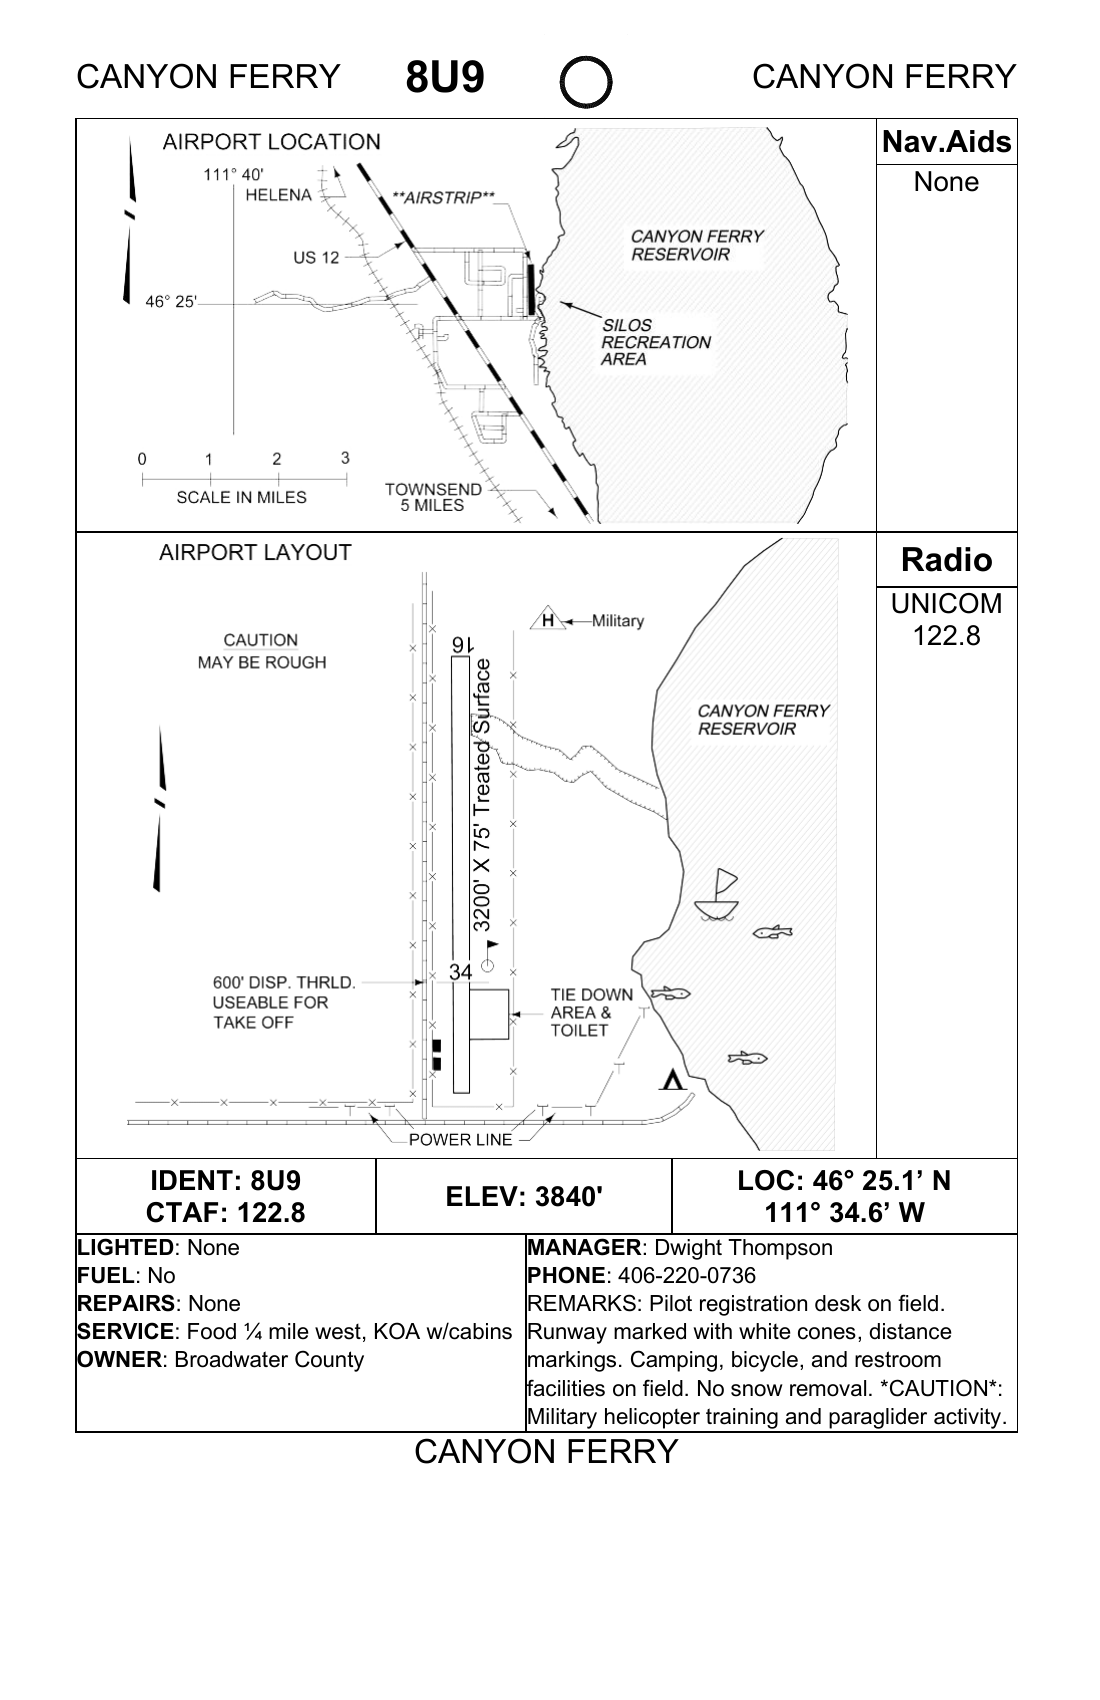 CANYON FERRY 8U9 CANYON FERRY
AIRPORT LOCATION
Nav.Aids
None
111° 40'
HELENA
**AIRSTRIP**
US 12
CANYON FERRY
RESERVOIR
46° 25'
SILOS
RECREATION
AREA
0 1 2 3
SCALE IN MILES
TOWNSEND
5 MILES
AIRPORT LAYOUT
Radio
UNICOM
122.8
CAUTION
MAY BE ROUGH
H Military
16
3200' X 75' Treated Surface
CANYON FERRY
RESERVOIR
34
600' DISP. THRLD.
USEABLE FOR
TAKE OFF
TIE DOWN
AREA &
TOILET
POWER LINE
IDENT: 8U9
CTAF: 122.8
ELEV: 3840'
LOC: 46° 25.1’ N
111° 34.6’ W
LIGHTED: None
FUEL: No
REPAIRS: None
SERVICE: Food ¼ mile west, KOA w/cabins
OWNER: Broadwater County
MANAGER: Dwight Thompson
PHONE: 406-220-0736
REMARKS: Pilot registration desk on field.
Runway marked with white cones, distance
markings. Camping, bicycle, and restroom
facilities on field. No snow removal. *CAUTION*:
Military helicopter training and paraglider activity.
CANYON FERRY